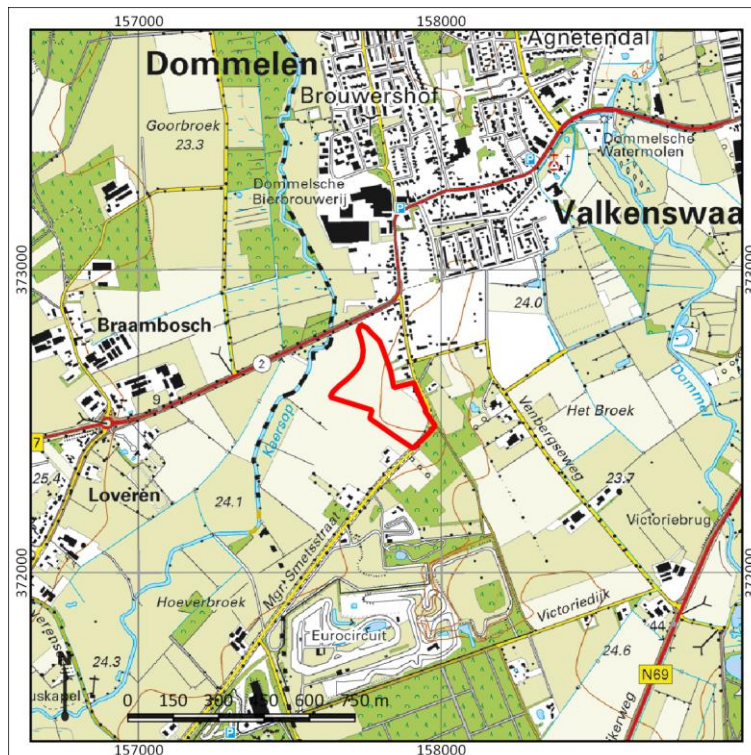 157000
158000
Agnetendal
Dommelen
Brouwershof
Goorbroek
23.3
Dommelsche
Watermolen
P
Dommelsche
Bierbrouwerij
P
Valkenswaa
373000
373000
24.0
Braambosch
2
Dommel
9
Keersop
Het Broek
7
Venbergseweg
25.4
23.7
Loveren
24.1
Victoriebrug
Mgr. Smetsstraat
372000
372000
Hoeverbroek
Victoriedijk
Eurocircuit
44
24.3
24.6
N
N69
uskapel
0 150 300 450 600 750 m
P
157000
158000